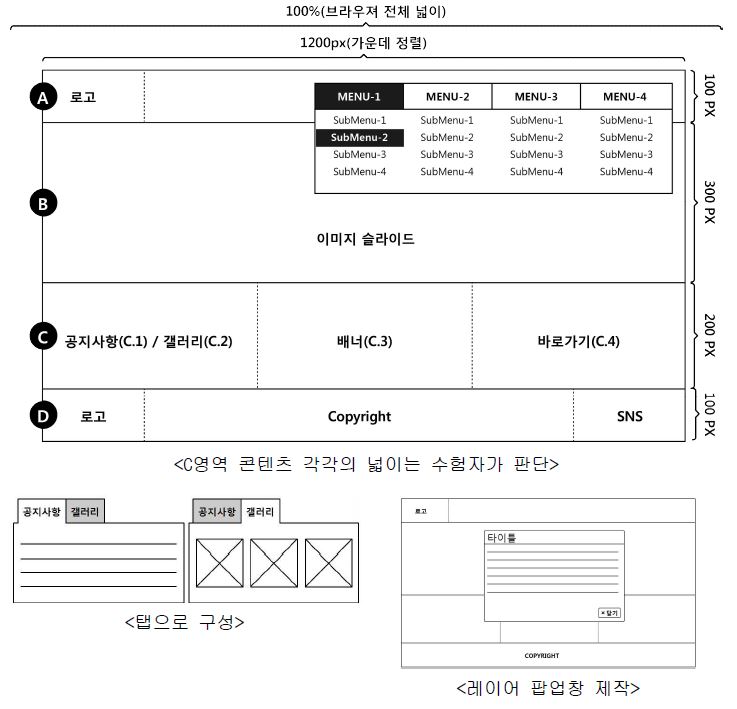 100%(브라우져 전체 넓이)
1200px(가운데 정렬)
A
로고
MENU-1 MENU-2 MENU-3 MENU-4
SubMenu-1 SubMenu-1 SubMenu-1 SubMenu-1
SubMenu-2 SubMenu-2 SubMenu-2 SubMenu-2
SubMenu-3 SubMenu-3 SubMenu-3 SubMenu-3
SubMenu-4 SubMenu-4 SubMenu-4 SubMenu-4
100 PX
B
이미지 슬라이드
300 PX
C
공지사항(C.1) / 갤러리(C.2) 배너(C.3) 바로가기(C.4)
200 PX
D
로고 Copyright SNS
100 PX
<C영역 콘텐츠 각각의 넓이는 수험자가 판단>
공지사항 갤러리
공지사항 갤러리
<탭으로 구성>
로고
타이틀
× 닫기
COPYRIGHT
<레이어 팝업창 제작>